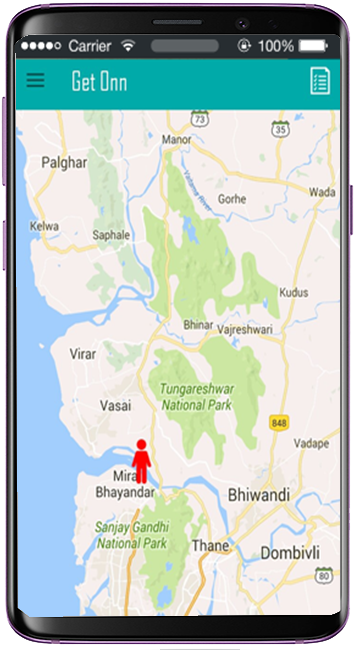 Carrier 100%
Get Onn
73
35
Manor
Palghar
Vaitarna River
Wada
Gorhe
Kelwa
Saphale
Kudus
Bhinar
Vajreshwari
Virar
Tungareshwar
National Park
Vasai
848
Vadape
Mira
Bhayandar
Bhiwandi
Sanjay Gandhi
National Park
Thane
Dombivli
80